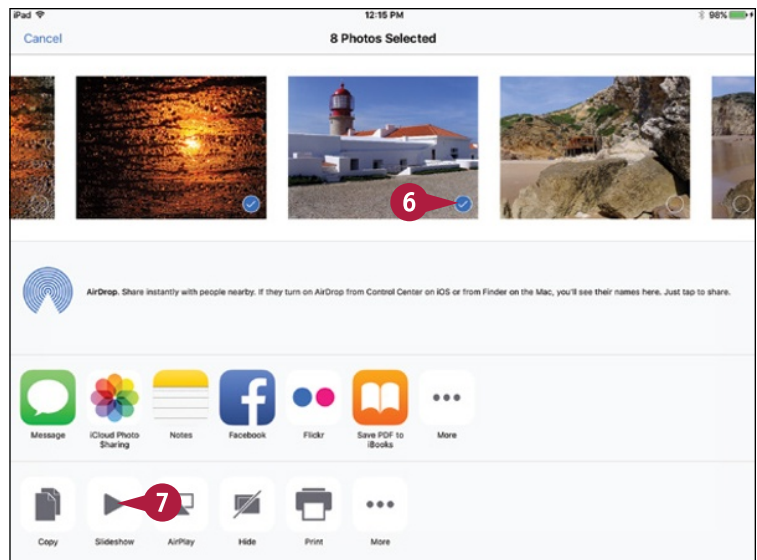 iPad 12:15 PM 98%
Cancel 8 Photos Selected
6
AirDrop. Share instantly with people nearby. If they turn on AirDrop from Control Center on iOS or from Finder on the Mac, you'll see their names here. Just tap to share.
Message iCloud Photo Sharing Notes Facebook Flickr Save PDF to iBooks More
7
Copy Slideshow AirPlay Hide Print More